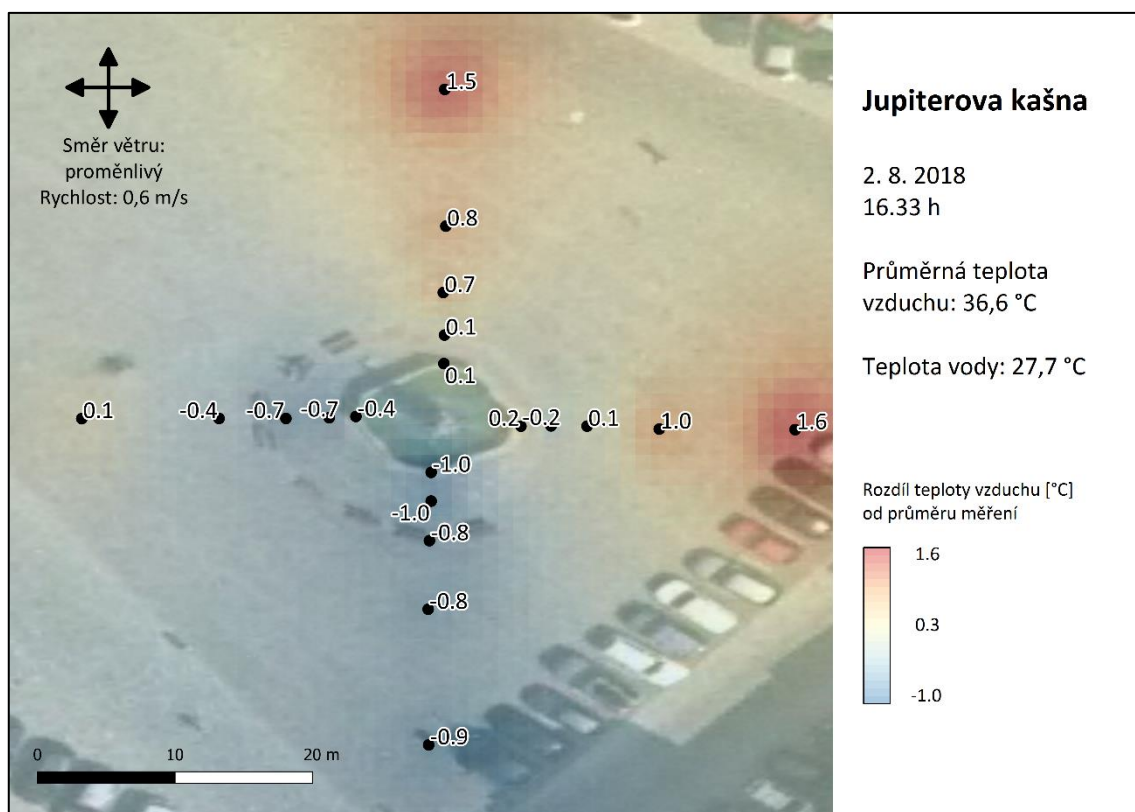 Směr větru:
proměnlivý
Rychlost: 0,6 m/s
1.5
0.8
0.7
0.1
0.1
0.1
-0.4
-0.7
-0.7
-0.4
0.2
-0.2
0.1
1.0
1.6
-1.0
-1.0
-0.8
-0.8
-0.9
0 10 20 m
Jupiterova kašna
2. 8. 2018
16.33 h
Průměrná teplota
vzduchu: 36,6 °C
Teplota vody: 27,7 °C
Rozdíl teploty vzduchu [°C]
od průměru měření
1.6
0.3
-1.0